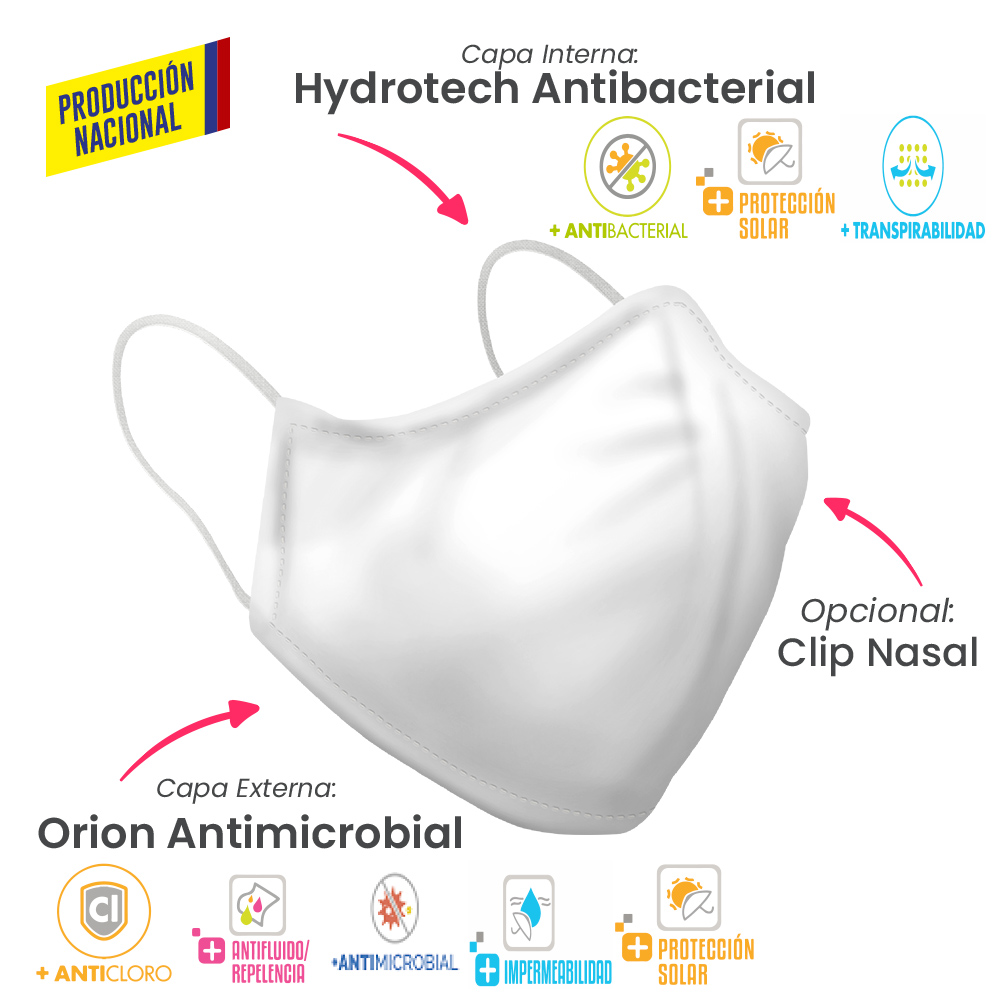 PRODUCCIÓN
NACIONAL
Capa Interna:
Hydrotech Antibacterial
+ ANTIBACTERIAL
+ PROTECCIÓN
SOLAR
+ TRANSPIRABILIDAD
Opcional:
Clip Nasal
Capa Externa:
Orion Antimicrobial
Cl
+ ANTICLORO
+ ANTIFLUIDO/
REPELENCIA
+ANTIMICROBIAL
+ IMPERMEABILIDAD
+ PROTECCIÓN
SOLAR